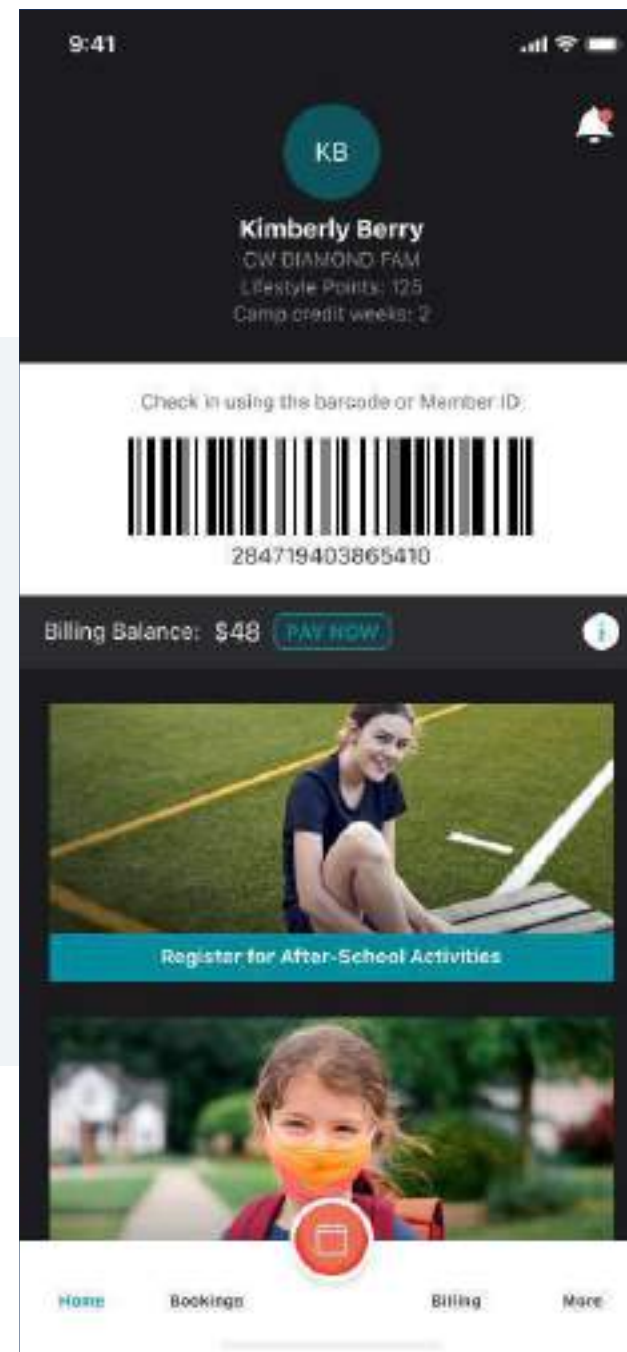 9:41
KB
Kimberly Berry
CW DIAMOND FAM
Lifestyle Points: 125
Camp credit weeks: 2
Check in using the barcode or Member ID
284719403865410
Billing Balance: $48 PAY NOW i
Register for After-School Activities
Home Bookings Billing More